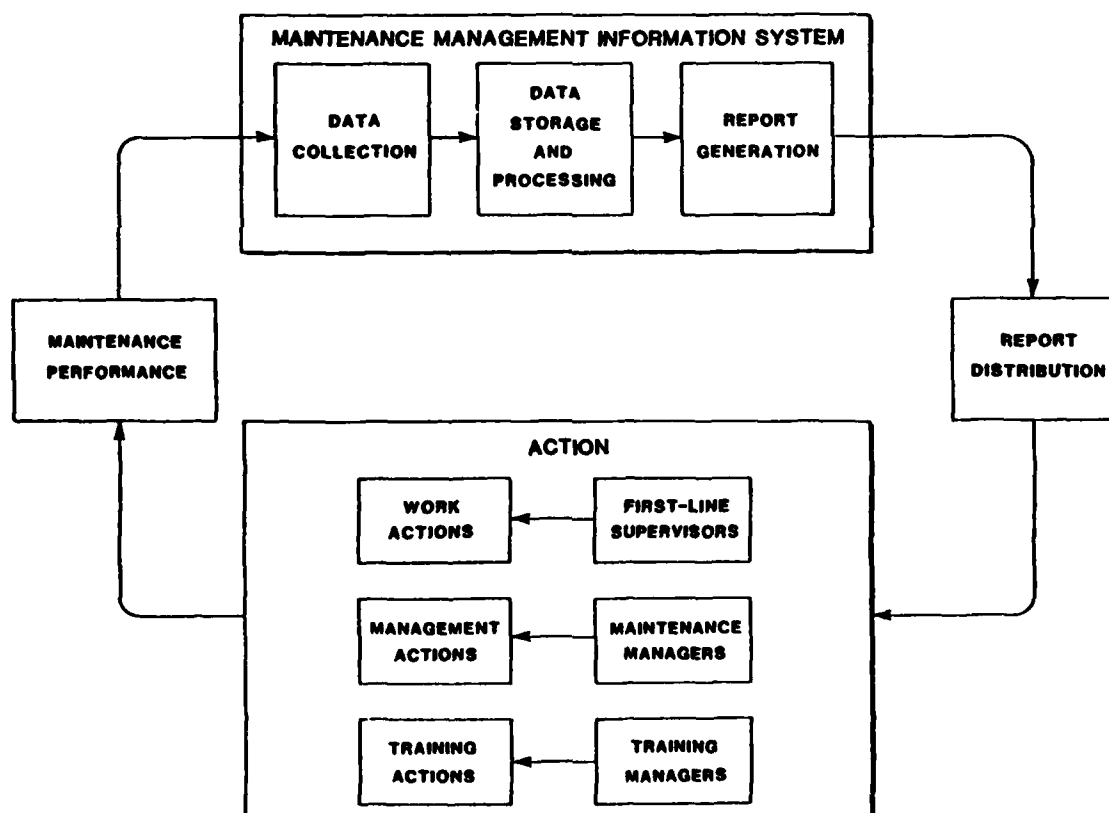 MAINTENANCE MANAGEMENT INFORMATION SYSTEM
DATA
COLLECTION
DATA
STORAGE
AND
PROCESSING
REPORT
GENERATION
MAINTENANCE
PERFORMANCE
REPORT
DISTRIBUTION
ACTION
WORK
ACTIONS
FIRST-LINE
SUPERVISORS
MANAGEMENT
ACTIONS
MAINTENANCE
MANAGERS
TRAINING
ACTIONS
TRAINING
MANAGERS